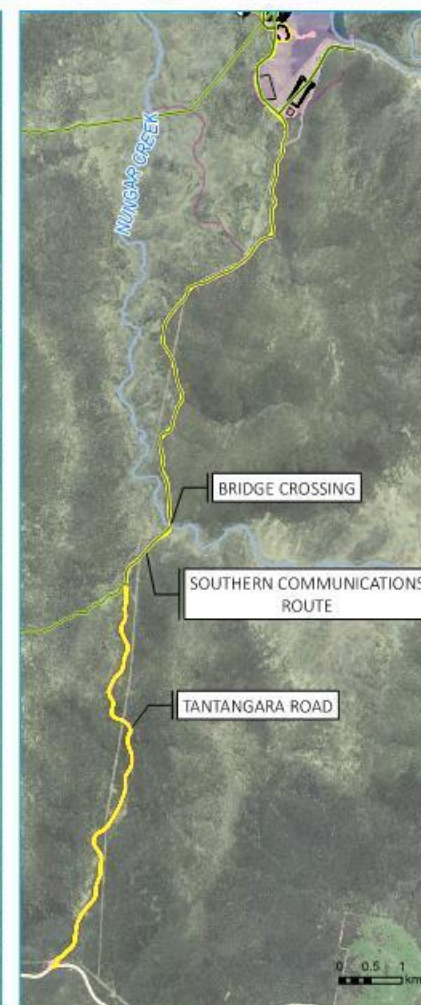 NUNGAR CREEK
BRIDGE CROSSING
SOUTHERN COMMUNICATIONS
ROUTE
TANTANGARA ROAD
0 0.5 1
km